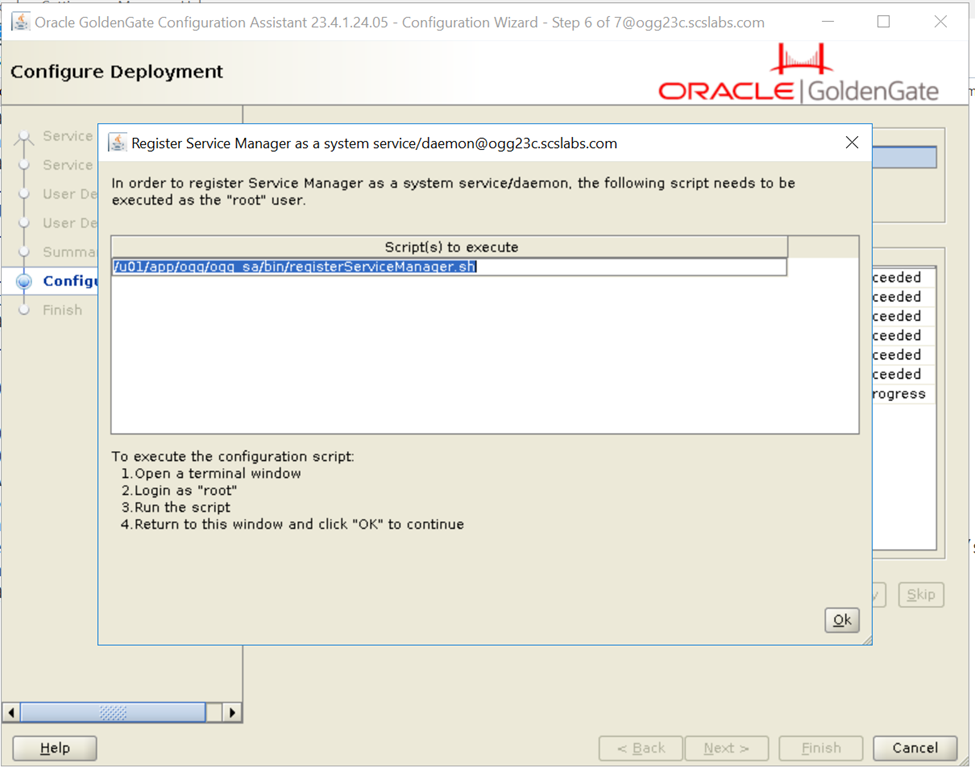 Oracle GoldenGate Configuration Assistant 23.4.1.24.05 - Configuration Wizard - Step 6 of 7@ogg23c.scslabs.com
Configure Deployment
ORACLE GoldenGate
Service
Service
User De
User De
Summa
Configu
Finish
Register Service Manager as a system service/daemon@ogg23c.scslabs.com
In order to register Service Manager as a system service/daemon, the following script needs to be
executed as the "root" user.
Script(s) to execute
/u01/app/ogg/ogg_sa/bin/registerServiceManager.sh
To execute the configuration script:
1.Open a terminal window
2.Login as "root"
3.Run the script
4.Return to this window and click "OK" to continue
Ok
ceeded
ceeded
ceeded
ceeded
ceeded
ceeded
rogress
Skip
Help
< Back
Next >
Finish
Cancel